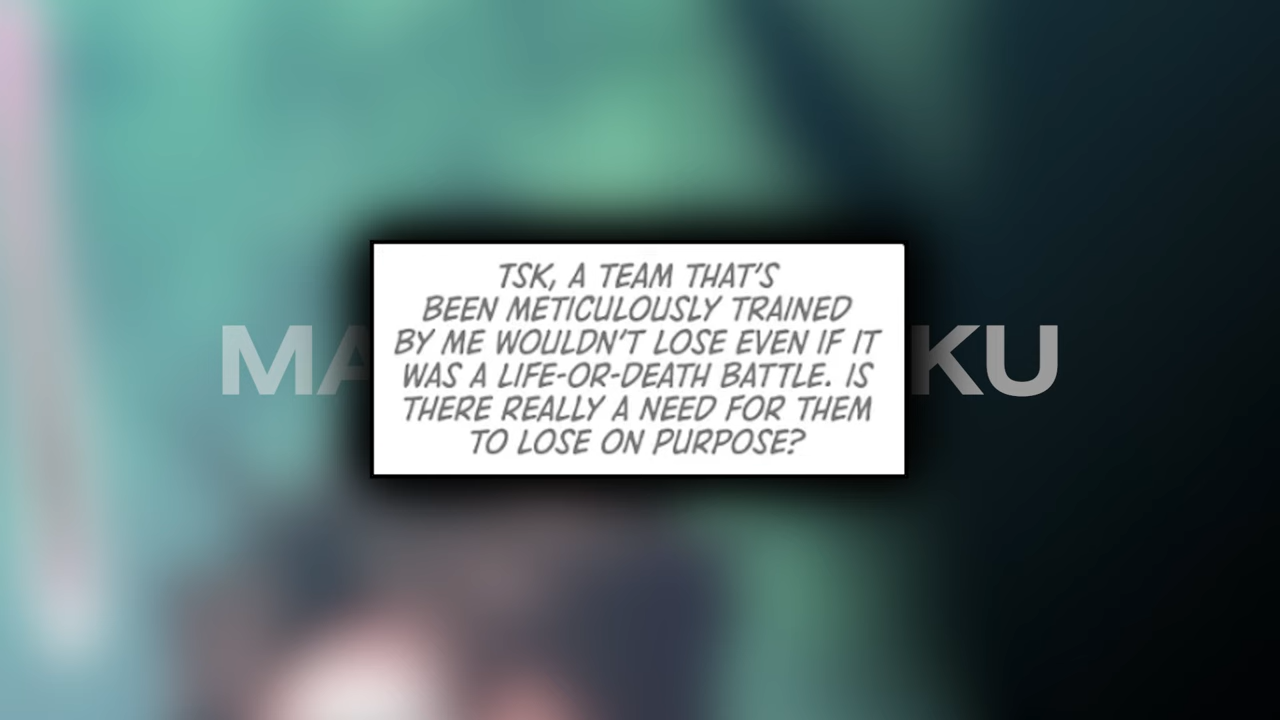 TSK, A TEAM THAT'S
BEEN METICULOUSLY TRAINED
BY ME WOULDN'T LOSE EVEN IF IT
WAS A LIFE-OR-DEATH BATTLE. IS
THERE REALLY A NEED FOR THEM
TO LOSE ON PURPOSE?